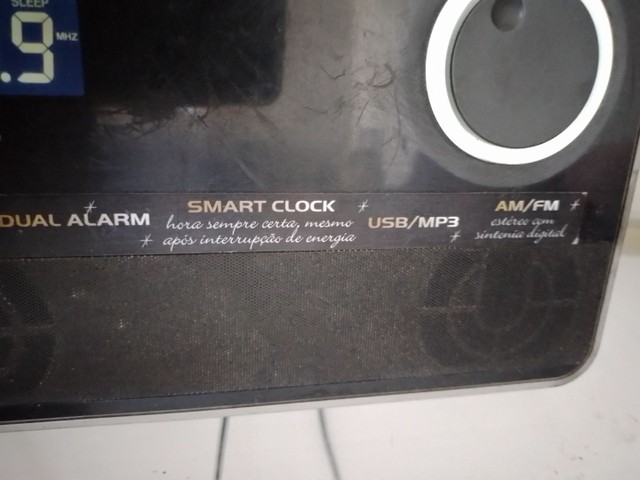 SLEEP
.9 MHZ
DUAL ALARM
SMART CLOCK
hora sempre certa, mesmo
após interrupção de energia
USB/MP3
AM/FM
estéreo com
sintonia digital